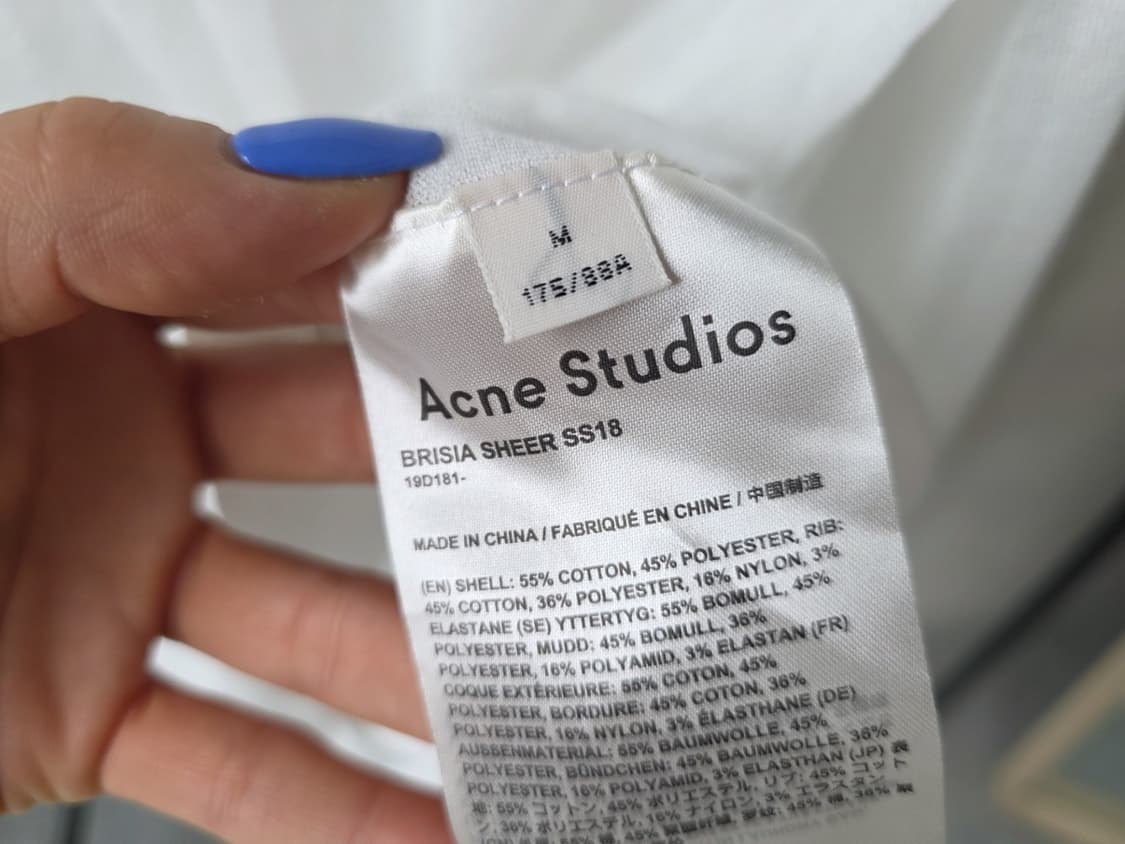 M
175/88A
Acne Studios
BRISIA SHEER SS18
19D181-
MADE IN CHINA / FABRIQUÉ EN CHINE / 中国制造
(EN) SHELL: 55% COTTON, 45% POLYESTER, RIB:
45% COTTON, 36% POLYESTER, 16% NYLON, 3%
ELASTANE (SE) YTTERTYG: 55% BOMULL, 45%
POLYESTER, MUDD: 45% BOMULL, 36%
POLYESTER, 16% POLYAMID, 3% ELASTAN (FR)
COQUE EXTÉRIEURE: 55% COTON, 45%
POLYESTER, BORDURE: 45% COTON, 36%
POLYESTER, 16% NYLON, 3% ÉLASTHANE (DE)
AUSSENMATERIAL: 55% BAUMWOLLE, 45%
POLYESTER, BÜNDCHEN: 45% BAUMWOLLE, 36%
POLYESTER, 16% POLYAMID, 3% ELASTHAN (JP) 表
地: 55% コットン, 45% ポリエステル, リブ: 45% コット
ン, 36% ポリエステル, 16% ナイロン, 3% エラスタン